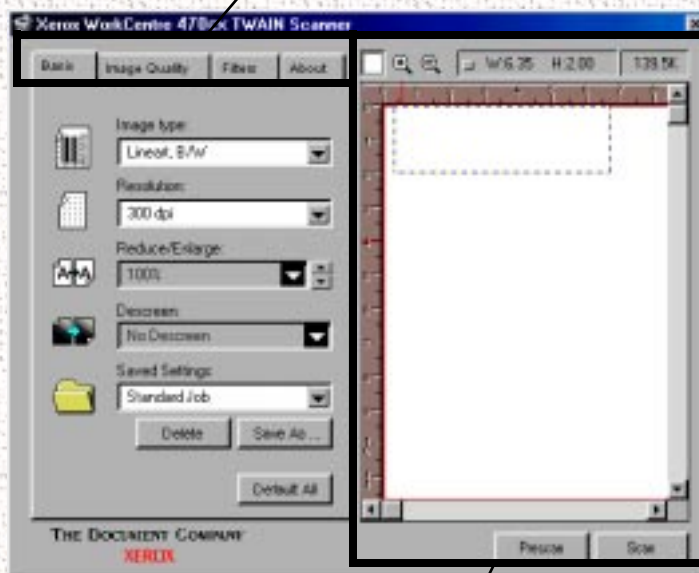 Xerox WorkCentre 470cx TWAIN Scanner
Basic Image Quality Filters About
W:6.35 H:2.00 139.5K
Image type:
Lineart, B/W
Resolution:
300 dpi
Reduce/Enlarge:
A A
100%
Descreen:
No Descreen
Saved Settings:
Standard Job
Delete Save As ...
Default All
THE DOCUMENT COMPANY
XEROX
Prescan Scan